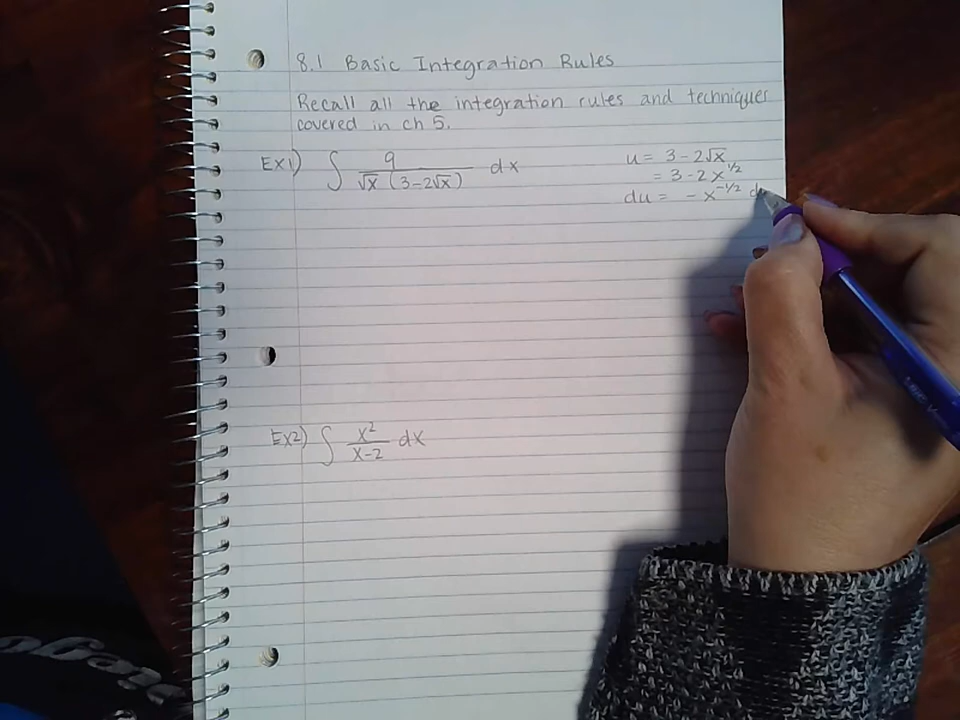 8.1 Basic Integration Rules
Recall all the integration rules and techniques
covered in ch 5.
Ex1) ∫ 9 / (√x (3-2√x)) dx
u = 3-2√x
= 3-2x^1/2
du = -x^-1/2
Ex2) ∫ x^2 / (x-2) dx